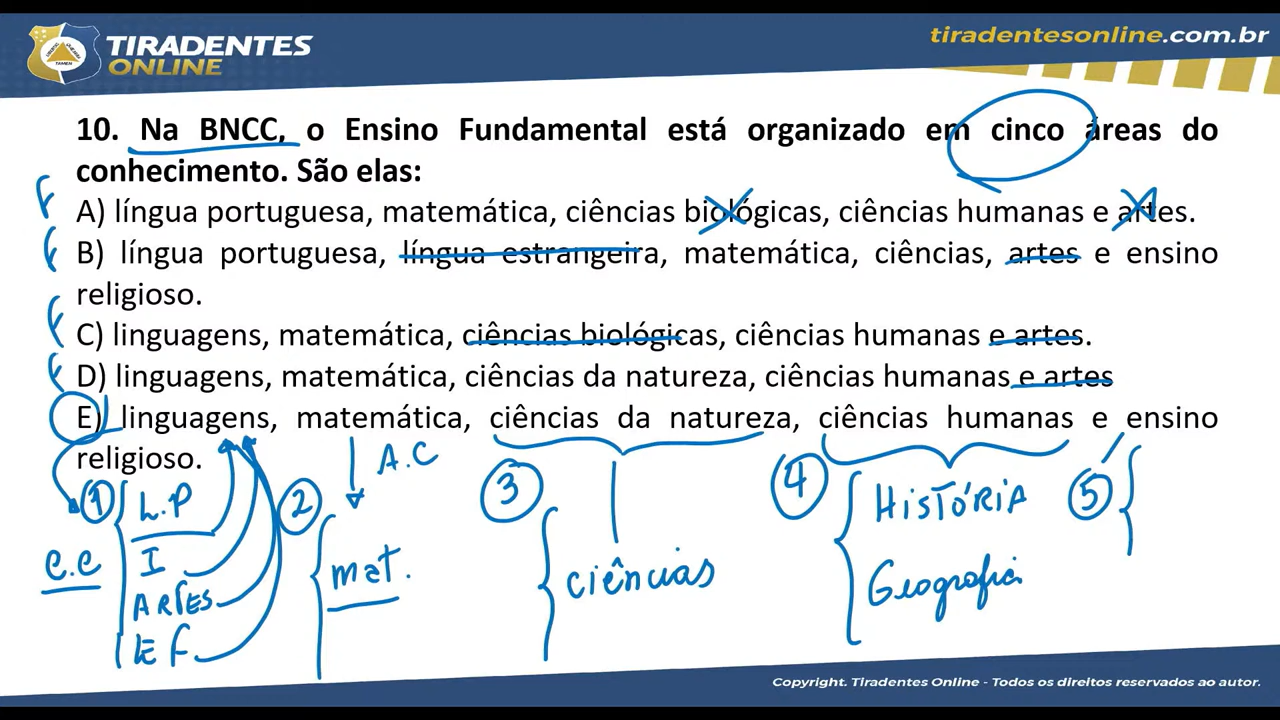 TIRADENTES
ONLINE
tiradentesonline.com.br
10. Na BNCC, o Ensino Fundamental está organizado em cinco áreas do
conhecimento. São elas:
A) língua portuguesa, matemática, ciências biológicas, ciências humanas e artes.
B) língua portuguesa, língua estrangeira, matemática, ciências, artes e ensino
religioso.
C) linguagens, matemática, ciências biológicas, ciências humanas e artes.
D) linguagens, matemática, ciências da natureza, ciências humanas e artes
E) linguagens, matemática, ciências da natureza, ciências humanas e ensino
religioso.
A.C
1 L.P
2
3
4 HISTÓRIA
5
C.C
I
mat.
ciências
Geografia
ARTES
E F
Copyright. Tiradentes Online - Todos os direitos reservados ao autor.